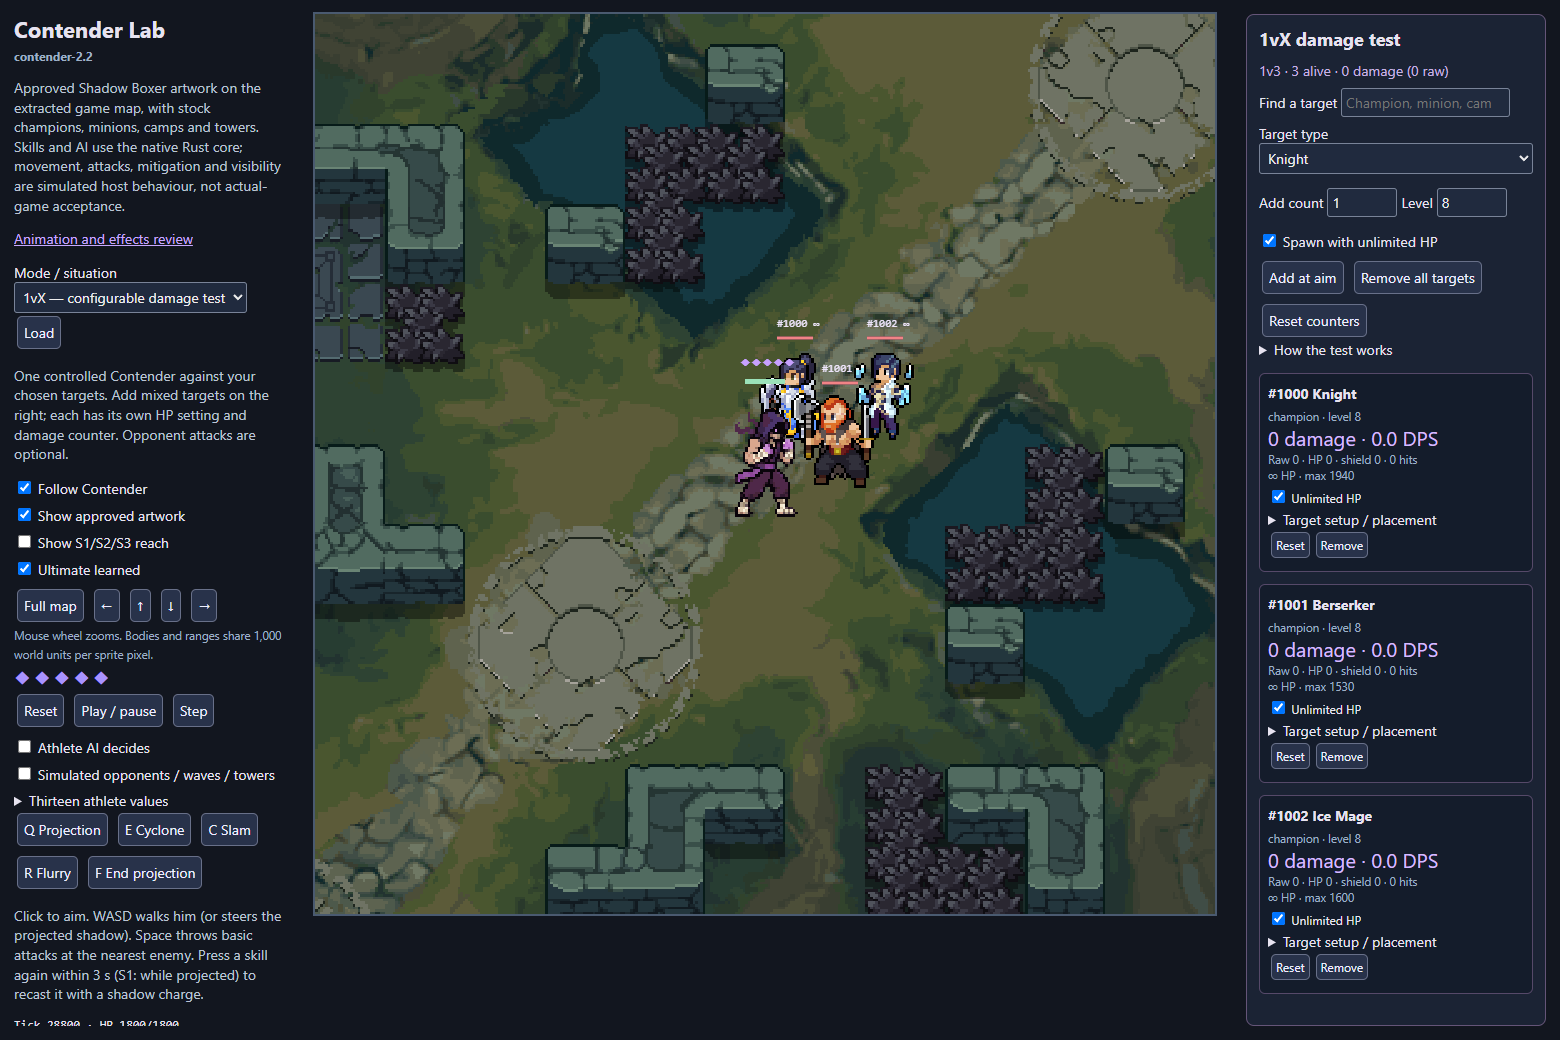 Contender Lab
contender-2.2
Approved Shadow Boxer artwork on the
extracted game map, with stock
champions, minions, camps and towers.
Skills and AI use the native Rust core;
movement, attacks, mitigation and visibility
are simulated host behaviour, not actual-
game acceptance.
Animation and effects review
Mode / situation
1vX — configurable damage test
Load
One controlled Contender against your
chosen targets. Add mixed targets on the
right; each has its own HP setting and
damage counter. Opponent attacks are
optional.
Follow Contender
Show approved artwork
Show S1/S2/S3 reach
Ultimate learned
Full map ← ↑ ↓ →
Mouse wheel zooms. Bodies and ranges share 1,000
world units per sprite pixel.
Reset Play / pause Step
Athlete AI decides
Simulated opponents / waves / towers
Thirteen athlete values
Q Projection E Cyclone C Slam
R Flurry F End projection
Click to aim. WASD walks him (or steers the
projected shadow). Space throws basic
attacks at the nearest enemy. Press a skill
again within 3 s (S1: while projected) to
recast it with a shadow charge.
Tick 28800 · HP 1800/1800
#1000 ∞
#1002 ∞
#1001
1vX damage test
1v3 · 3 alive · 0 damage (0 raw)
Find a target Champion, minion, cam
Target type
Knight
Add count 1 Level 8
Spawn with unlimited HP
Add at aim Remove all targets
Reset counters
How the test works
#1000 Knight
champion · level 8
0 damage · 0.0 DPS
Raw 0 · HP 0 · shield 0 · 0 hits
∞ HP · max 1940
Unlimited HP
Target setup / placement
Reset Remove
#1001 Berserker
champion · level 8
0 damage · 0.0 DPS
Raw 0 · HP 0 · shield 0 · 0 hits
∞ HP · max 1530
Unlimited HP
Target setup / placement
Reset Remove
#1002 Ice Mage
champion · level 8
0 damage · 0.0 DPS
Raw 0 · HP 0 · shield 0 · 0 hits
∞ HP · max 1600
Unlimited HP
Target setup / placement
Reset Remove